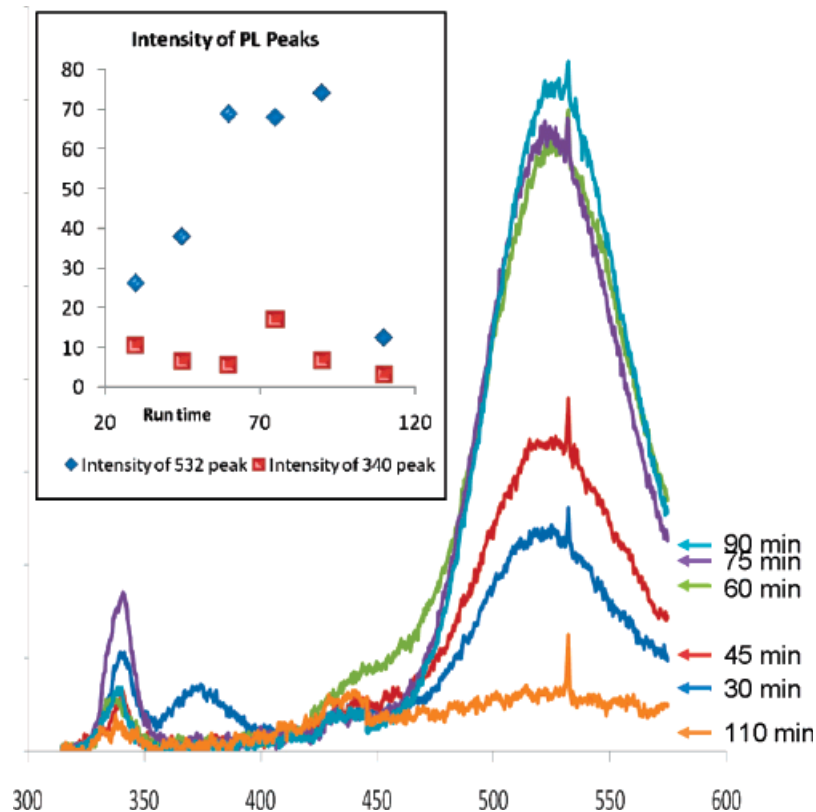 Intensity of PL Peaks
80
70
60
50
40
30
20
10
0
20
Run time
70
120
Intensity of 532 peak
Intensity of 340 peak
90 min
75 min
60 min
45 min
30 min
110 min
300 350 400 450 500 550 600